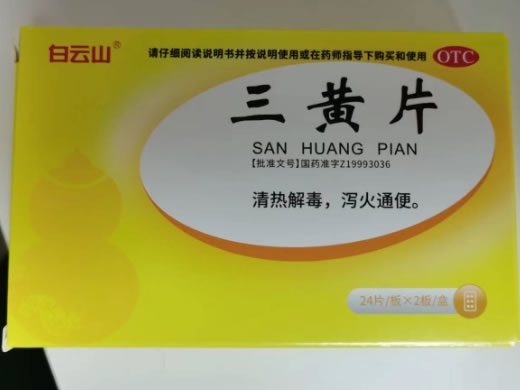 白云山®
请仔细阅读说明书并按说明使用或在药师指导下购买和使用
OTC
三黄片
SAN HUANG PIAN
【批准文号】国药准字Z19993036
清热解毒，泻火通便。
24片/板×2板/盒